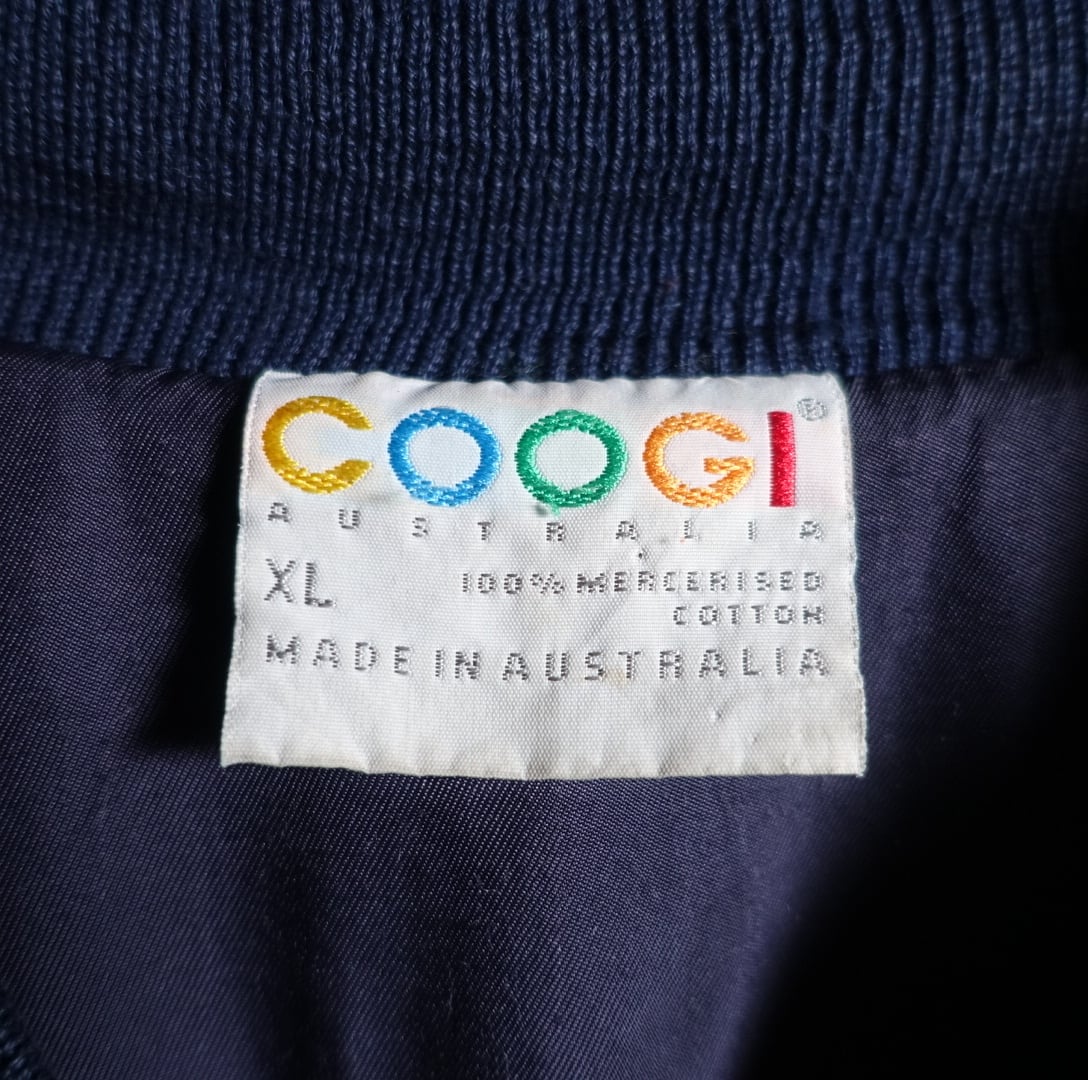 COOGI®
AUSTRALIA
XL 100% MERCERISED
COTTON
MADE IN AUSTRALIA